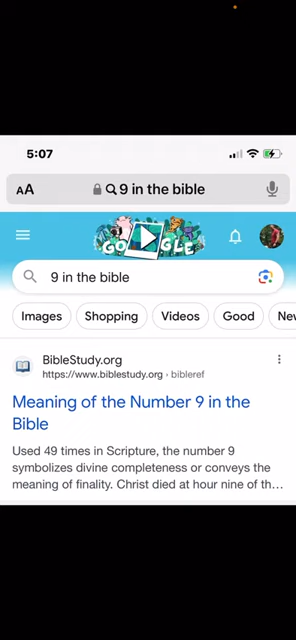 5:07
AA 9 in the bible
GOOGLE
9 in the bible
Images Shopping Videos Good New
BibleStudy.org
https://www.biblestudy.org › bibleref
Meaning of the Number 9 in the
Bible
Used 49 times in Scripture, the number 9
symbolizes divine completeness or conveys the
meaning of finality. Christ died at hour nine of th…